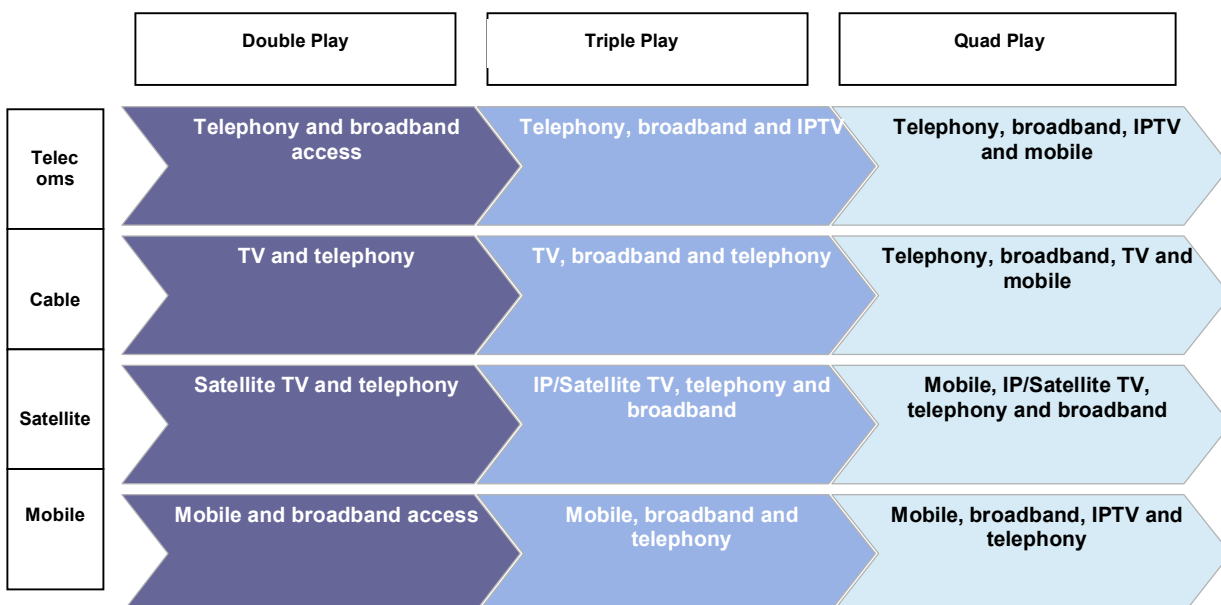 Double Play
Triple Play
Quad Play
Telec
oms
Telephony and broadband
access
Telephony, broadband and IPTV
Telephony, broadband, IPTV
and mobile
Cable
TV and telephony
TV, broadband and telephony
Telephony, broadband, TV and
mobile
Satellite
Satellite TV and telephony
IP/Satellite TV, telephony and
broadband
Mobile, IP/Satellite TV,
telephony and broadband
Mobile
Mobile and broadband access
Mobile, broadband and
telephony
Mobile, broadband, IPTV and
telephony